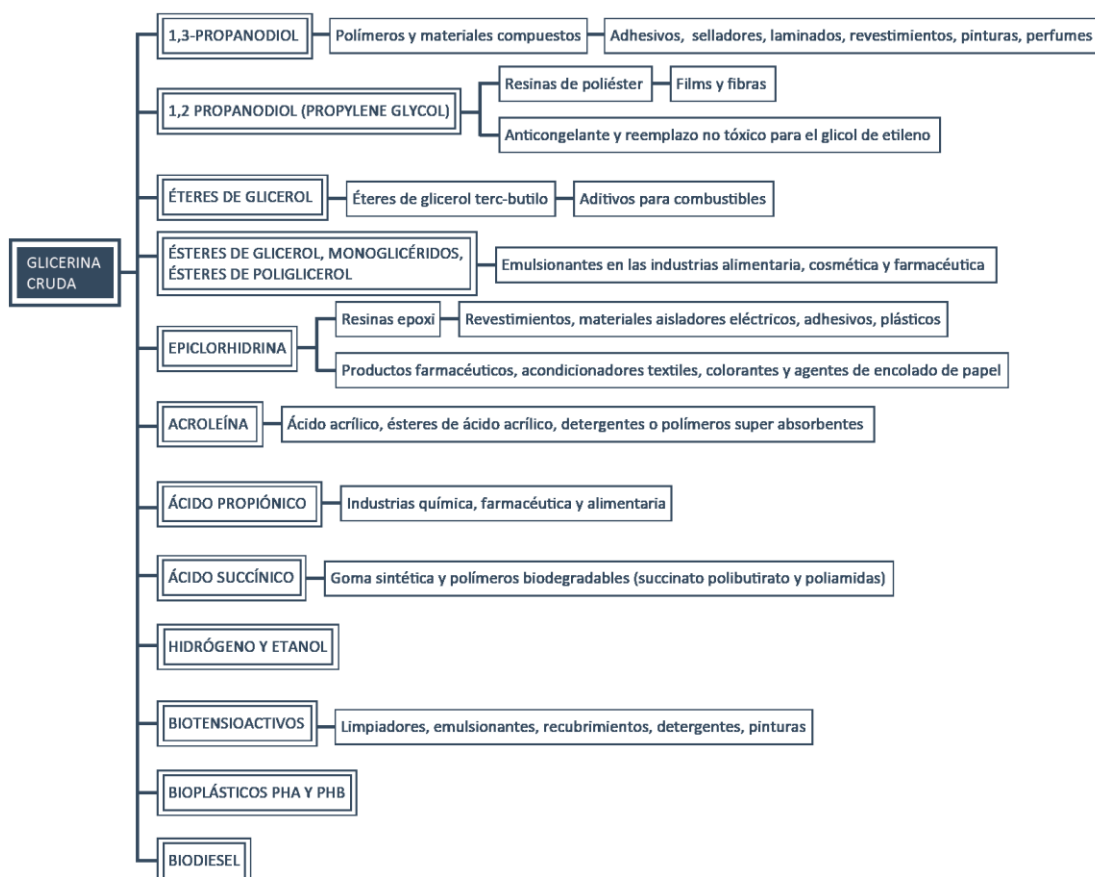 1,3-PROPANODIOL
Polímeros y materiales compuestos
Adhesivos, selladores, laminados, revestimientos, pinturas, perfumes
1,2 PROPANODIOL (PROPYLENE GLYCOL)
Resinas de poliéster
Films y fibras
Anticongelante y reemplazo no tóxico para el glicol de etileno
ÉTERES DE GLICEROL
Éteres de glicerol terc-butilo
Aditivos para combustibles
GLICERINA
CRUDA
ÉSTERES DE GLICEROL, MONOGLICÉRIDOS,
ÉSTERES DE POLIGLICEROL
Emulsionantes en las industrias alimentaria, cosmética y farmacéutica
EPICLORHIDRINA
Resinas epoxi
Revestimientos, materiales aisladores eléctricos, adhesivos, plásticos
Productos farmacéuticos, acondicionadores textiles, colorantes y agentes de encolado de papel
ACROLEÍNA
Ácido acrílico, ésteres de ácido acrílico, detergentes o polímeros super absorbentes
ÁCIDO PROPIÓNICO
Industrias química, farmacéutica y alimentaria
ÁCIDO SUCCÍNICO
Goma sintética y polímeros biodegradables (succinato polibutirato y poliamidas)
HIDRÓGENO Y ETANOL
BIOTENSIOACTIVOS
Limpiadores, emulsionantes, recubrimientos, detergentes, pinturas
BIOPLÁSTICOS PHA Y PHB
BIODIESEL